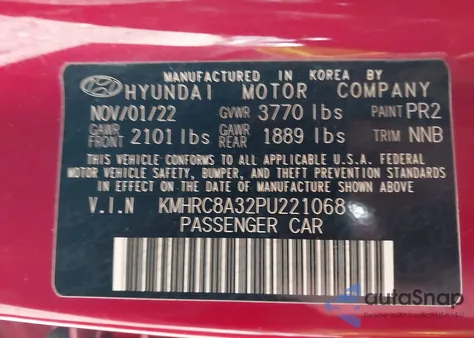 MANUFACTURED IN KOREA BY
HYUNDAI MOTOR COMPANY
NOV/01/22 GVWR 3770 lbs PAINT PR2
GAWR FRONT 2101 lbs GAWR REAR 1889 lbs TRIM NNB
THIS VEHICLE CONFORMS TO ALL APPLICABLE U.S.A. FEDERAL
MOTOR VEHICLE SAFETY, BUMPER, AND THEFT PREVENTION STANDARDS
IN EFFECT ON THE DATE OF MANUFACTURE SHOWN ABOVE.
V.I.N KMHRC8A32PU221068
PASSENGER CAR
autoSnap